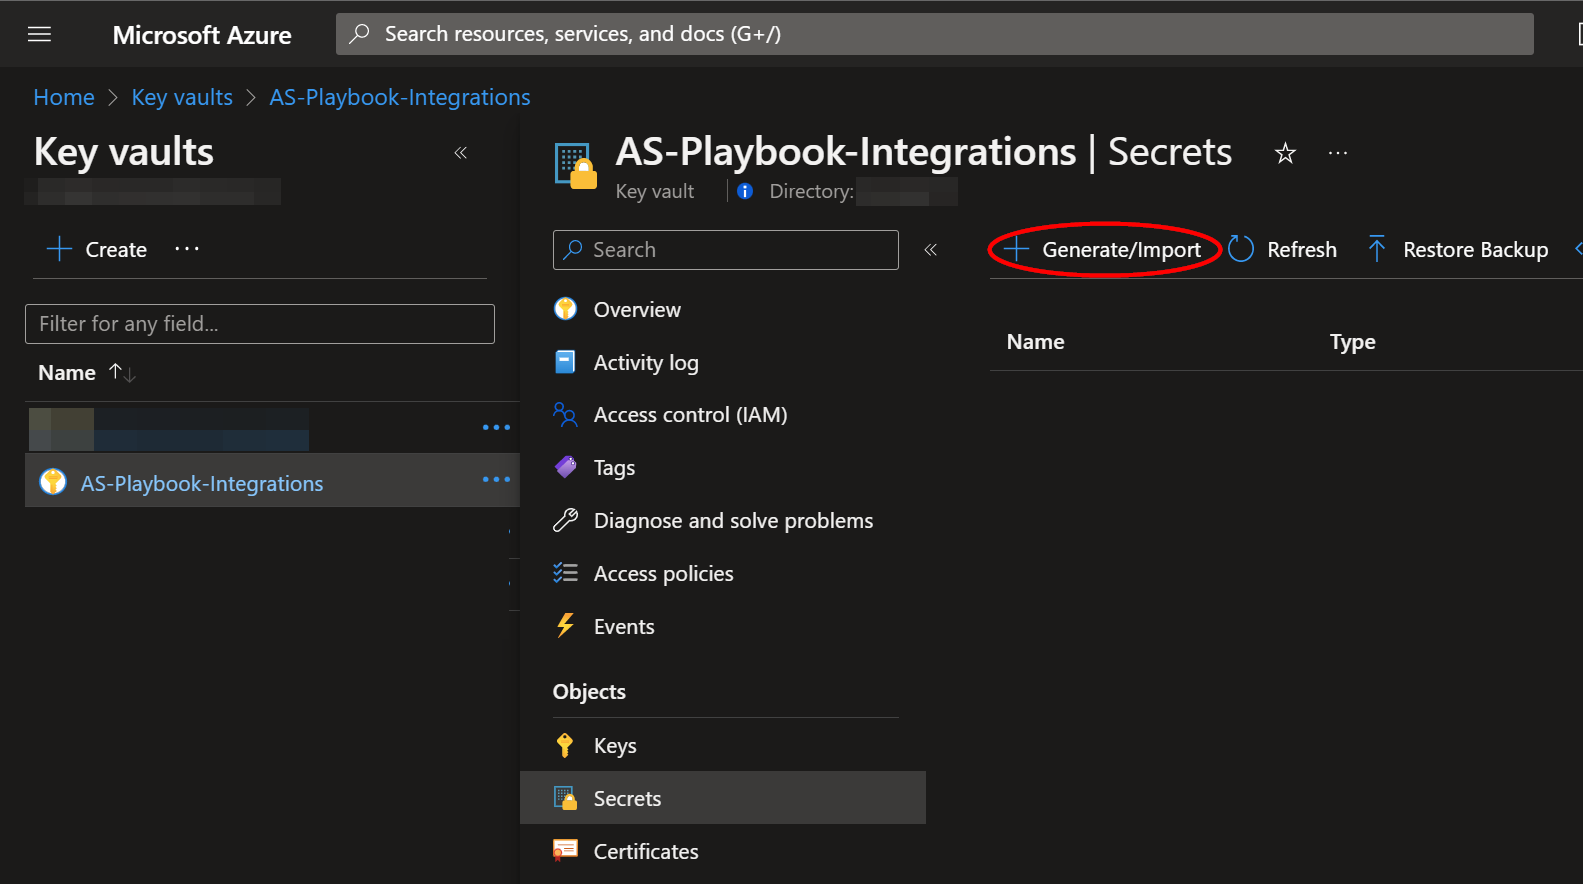 Microsoft Azure
Search resources, services, and docs (G+/)
Home > Key vaults > AS-Playbook-Integrations
Key vaults
«
AS-Playbook-Integrations | Secrets
Key vault
Directory:
Create
Filter for any field...
Name
AS-Playbook-Integrations
Search
«
Overview
Activity log
Access control (IAM)
Tags
Diagnose and solve problems
Access policies
Events
Objects
Keys
Secrets
Certificates
Generate/Import
Refresh
Restore Backup
Name
Type